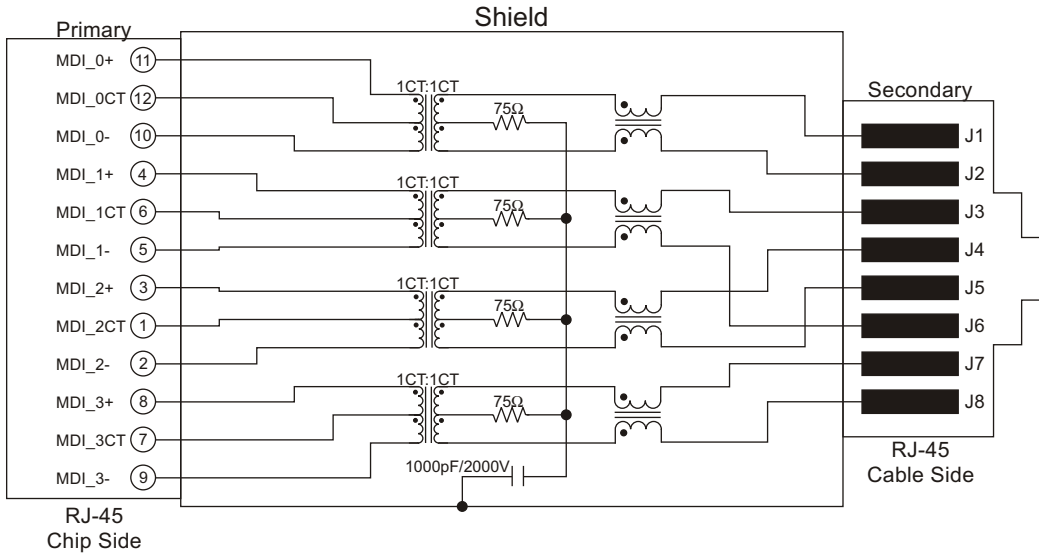 Shield
Primary
MDI_0+ 11
MDI_0CT 12
MDI_0- 10
MDI_1+ 4
MDI_1CT 6
MDI_1- 5
MDI_2+ 3
MDI_2CT 1
MDI_2- 2
MDI_3+ 8
MDI_3CT 7
MDI_3- 9
RJ-45
Chip Side
1CT:1CT
75Ω
1CT:1CT
75Ω
1CT:1CT
75Ω
1CT:1CT
75Ω
1000pF/2000V
Secondary
J1
J2
J3
J4
J5
J6
J7
J8
RJ-45
Cable Side